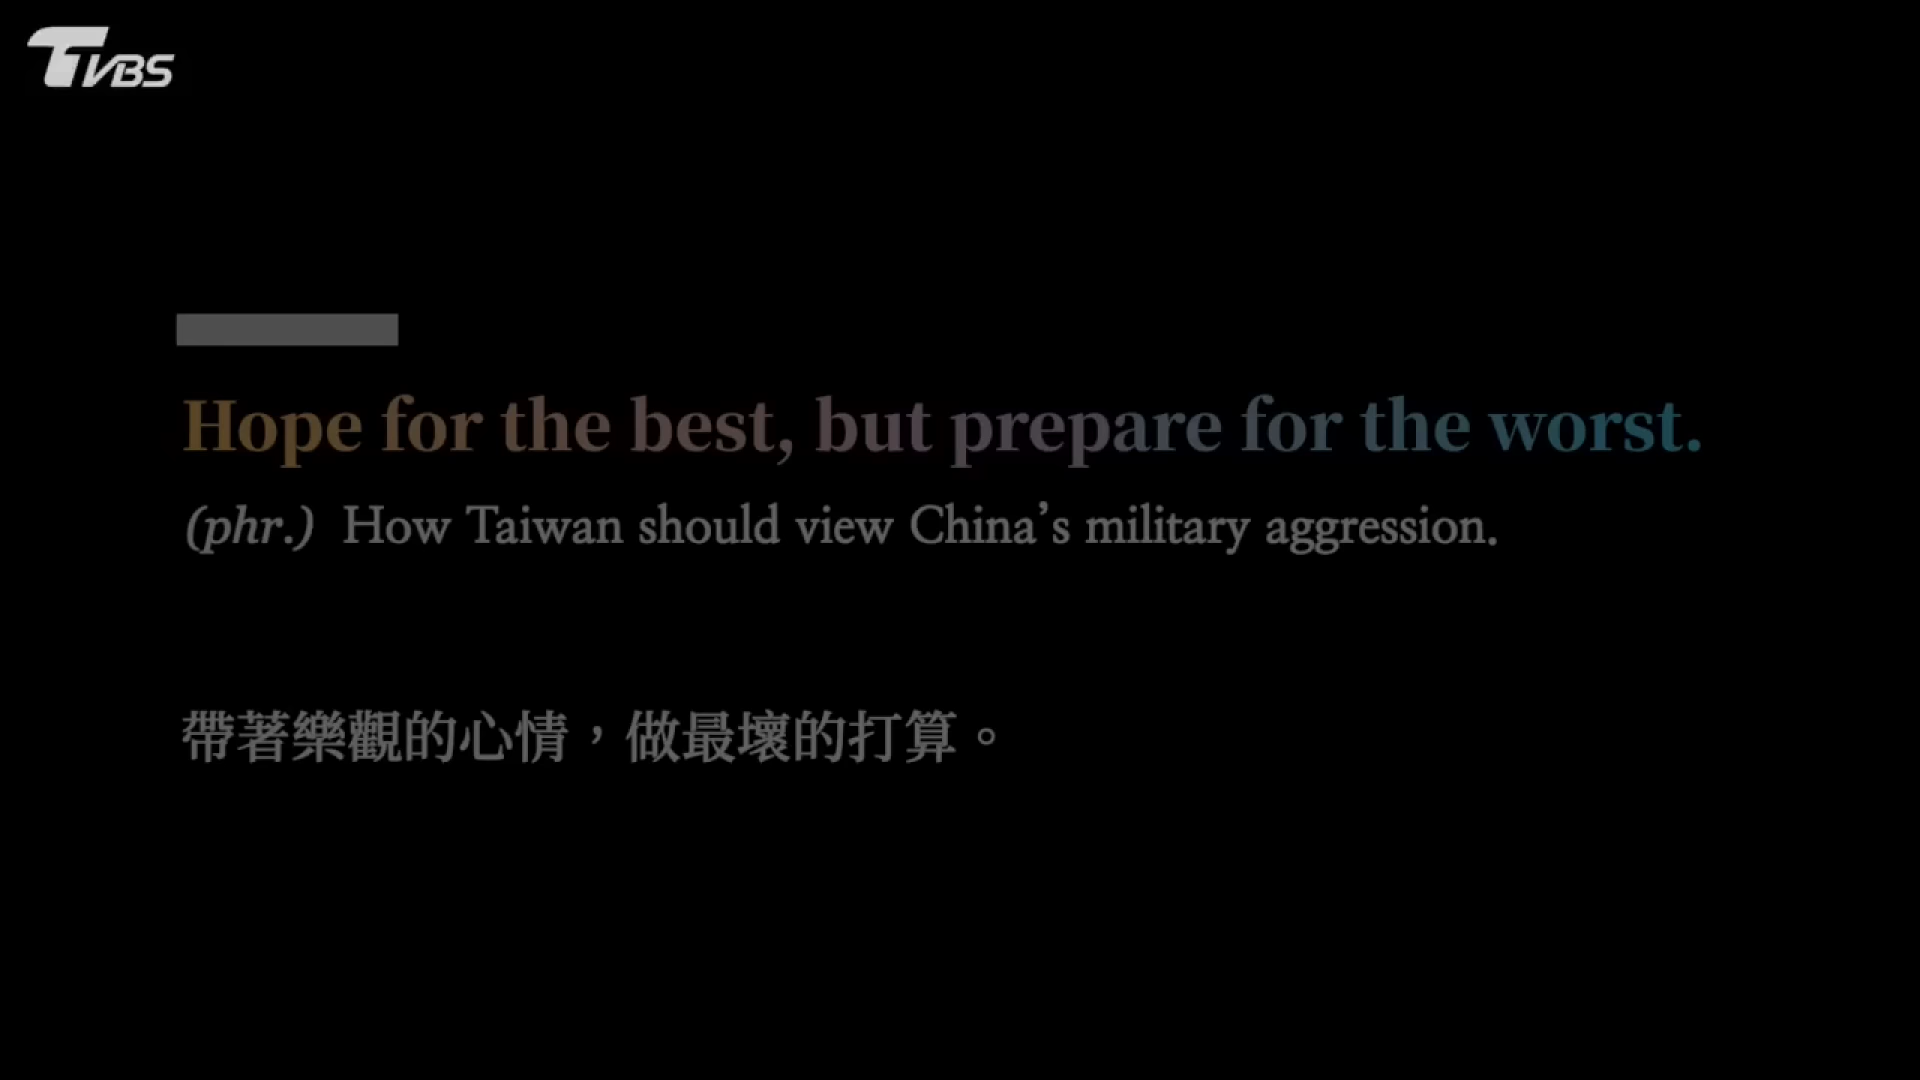 TVBS
Hope for the best, but prepare for the worst.
(phr.) How Taiwan should view China’s military aggression.
帶著樂觀的心情，做最壞的打算。